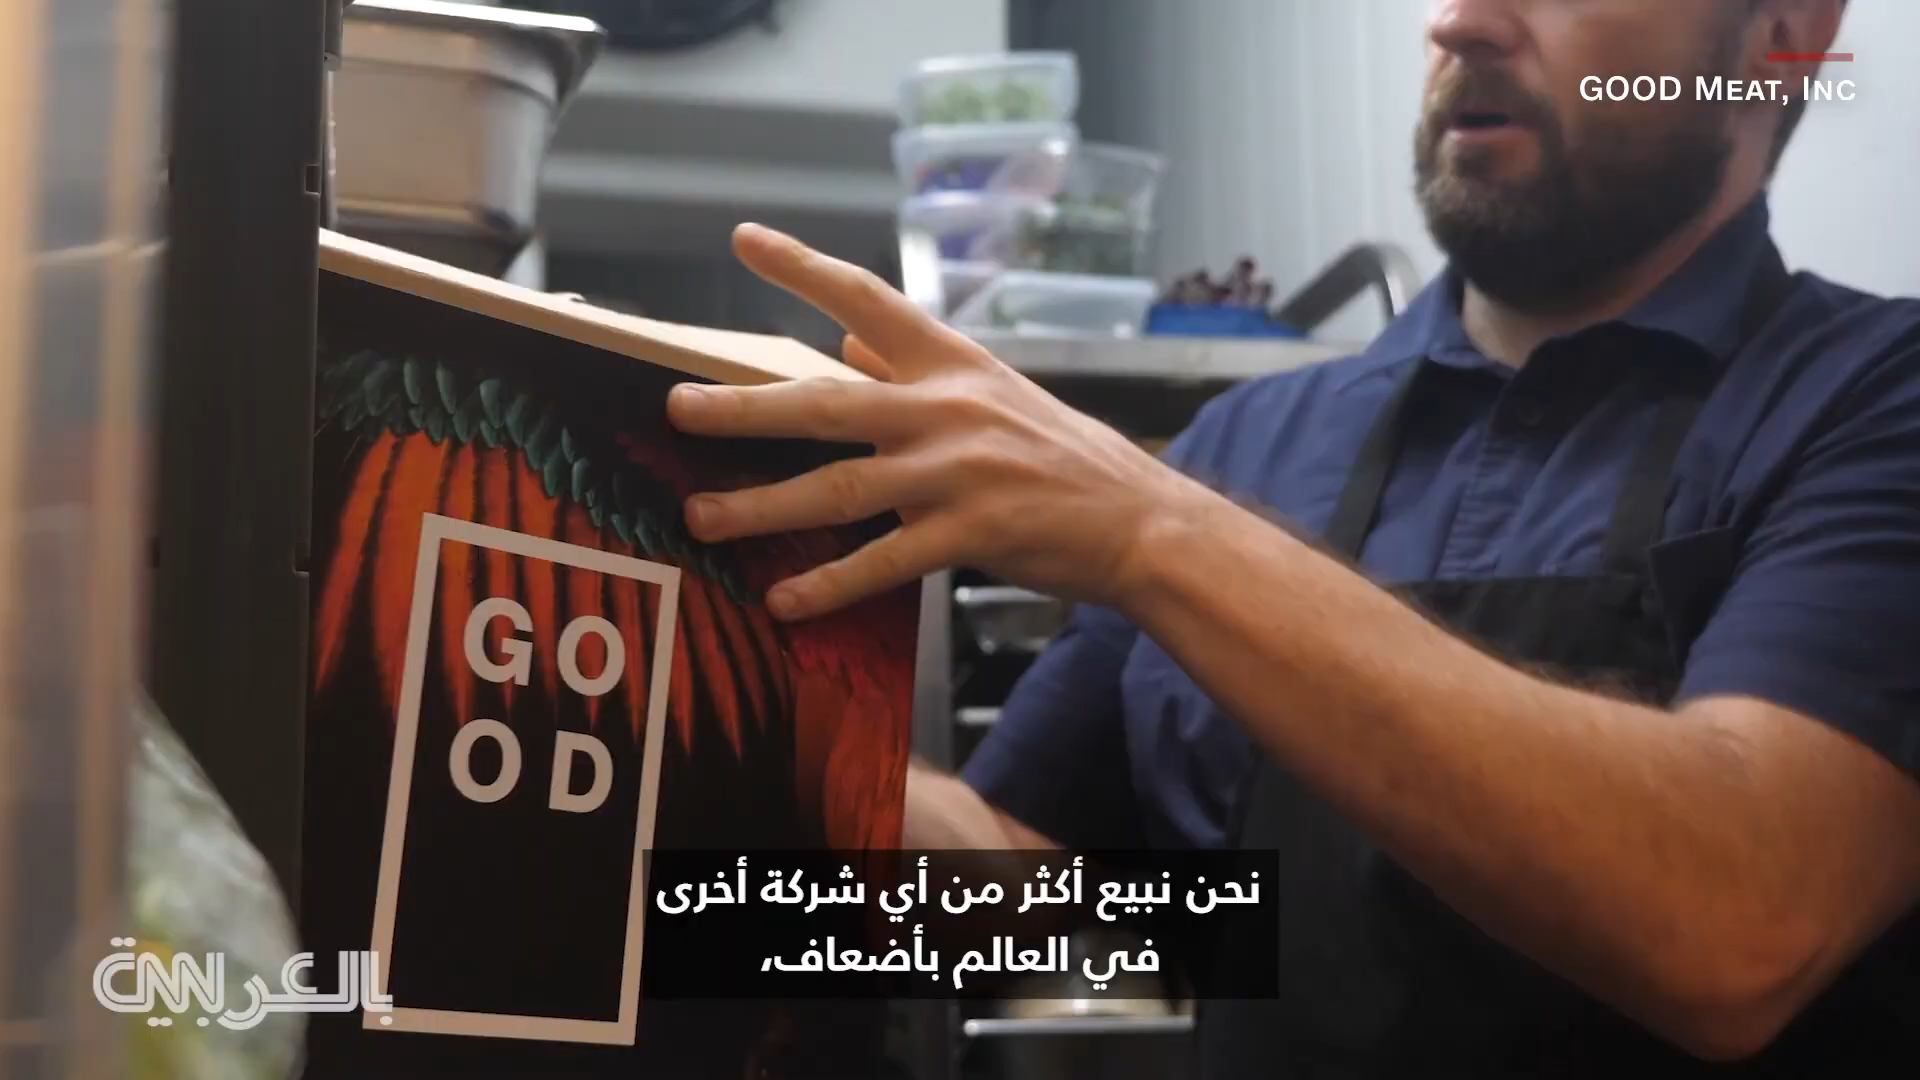 GOOD MEAT, INC
GO
OD
نحن نبيع أكثر من أي شركة أخرى
في العالم بأضعاف،
CNN بالعربية